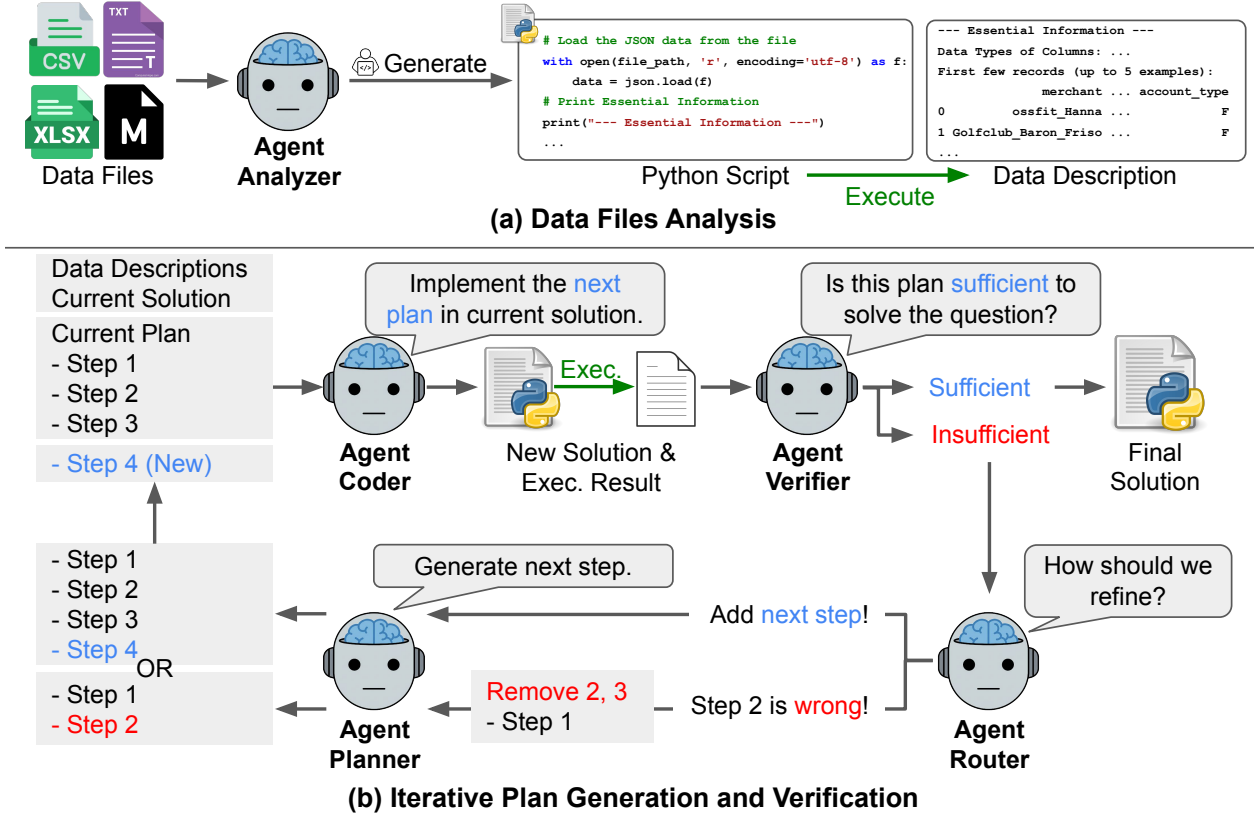 CSV
TXT
T
XLSX
M
Data Files
Agent
Analyzer
Generate
# Load the JSON data from the file
with open(file_path, 'r', encoding='utf-8') as f:
data = json.load(f)
# Print Essential Information
print("--- Essential Information ---")
...
Python Script
Execute
--- Essential Information ---
Data Types of Columns: ...
First few records (up to 5 examples):
merchant ... account_type
0 ossfit_Hanna ... F
1 Golfclub_Baron_Friso ... F
...
Data Description
(a) Data Files Analysis
Data Descriptions
Current Solution
Current Plan
- Step 1
- Step 2
- Step 3
- Step 4 (New)
Implement the next
plan in current solution.
Agent
Coder
Exec.
New Solution &
Exec. Result
Is this plan sufficient to
solve the question?
Agent
Verifier
Sufficient
Insufficient
Final
Solution
How should we
refine?
Agent
Router
Add next step!
Step 2 is wrong!
Remove 2, 3
- Step 1
Generate next step.
Agent
Planner
- Step 1
- Step 2
- Step 3
- Step 4
OR
- Step 1
- Step 2
(b) Iterative Plan Generation and Verification